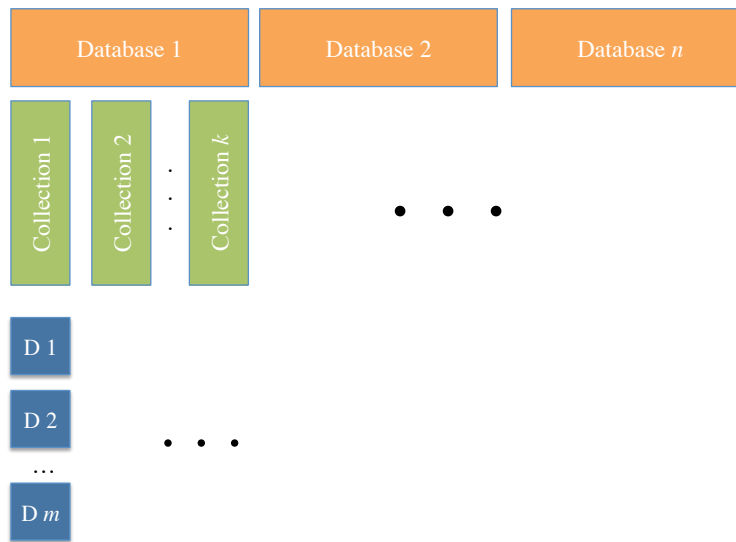 Database 1
Database 2
Database n
Collection 1
Collection 2
. . .
Collection k
. . .
D 1
D 2
. . .
...
D m